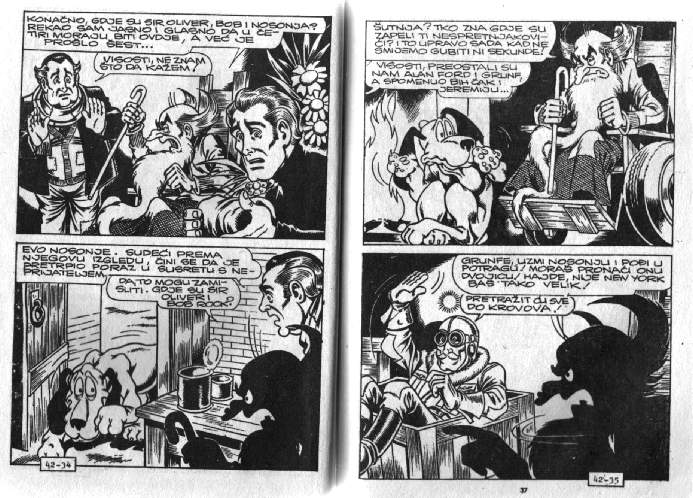 KONAČNO, GDJE SU SIR OLIVER, BOB I NOSONJA?
REKAO SAM JASNO I GLASNO DA U ČE-
TIRI MORAJU BITI OVDJE, A VEĆ JE
PROŠLO ŠEST...
VISOSTI, NE ZNAM
ŠTO DA KAŽEM!
EVO NOSONJE. SUDEĆI PREMA
NJEGOVU IZGLEDU, ČINI SE DA JE
PRETRPIO PORAZ U SUSRETU S NE-
PRIJATELJEM
DA TO MOGU ZAMI-
SLITI. GDJE SU SIR
OLIVER I
BOB ROCK!
42-34
ŠUTNJA? TKO ZNA GDJE SU
ZAPELI TI NESPRETNJAKOVI-
ĆI? I TO UPRAVO SADA KAD NE
SMIJEMO GUBITI NI SEKUNDE!
VISOSTI, PREOSTALI SU
NAM ALAN FORD I GRUNF,
A SPOMENUO BIH ČAK I
JEREMIJU...
GRUNFE, UZMI NOSONJU I POĐI U
POTRAGU! MORAŠ PRONAĆI ONU
DVOJICU! HAJDE, NIJE NEW YORK
BAŠ TAKO VELIK!
PRETRAŽIT ĆU SVE
DO KROVOVA!
37
42-35